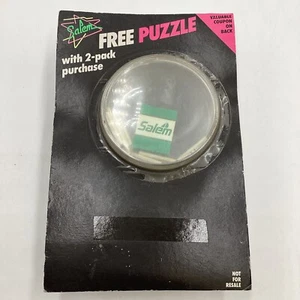 Salem
FREE PUZZLE
with 2-pack
purchase
VALUABLE
COUPON
ON
BACK
Salem
NOT
FOR
RESALE